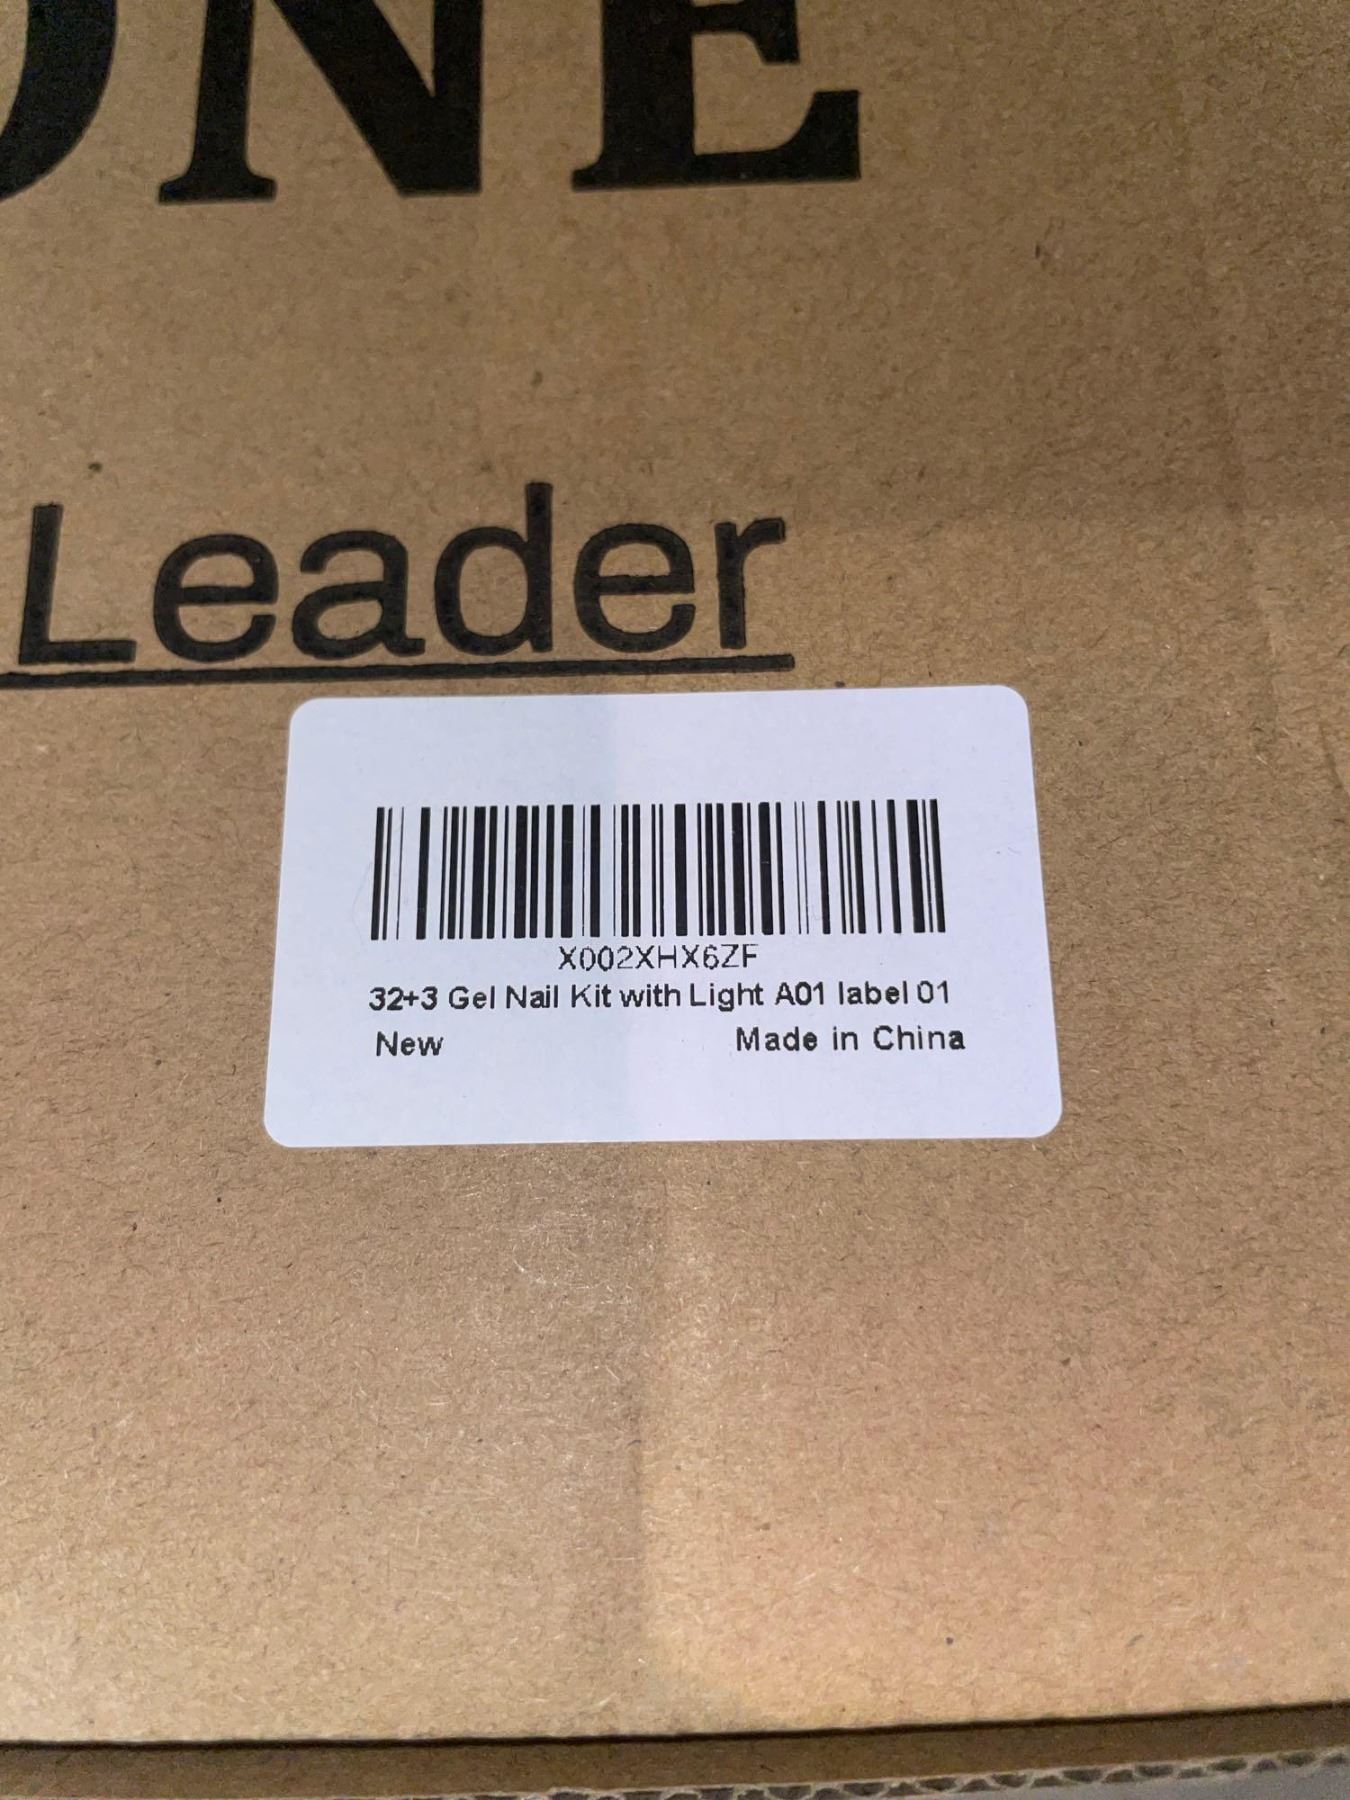 ONE
Leader
X002XHX6ZF
32+3 Gel Nail Kit with Light A01 label 01
New Made in China